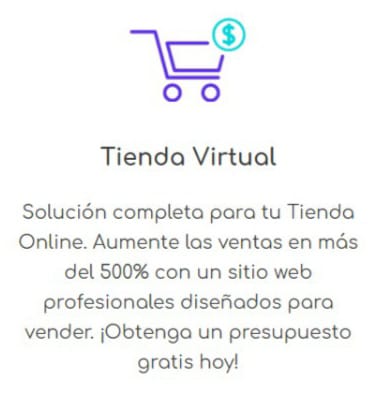 $
Tienda Virtual
Solución completa para tu Tienda
Online. Aumente las ventas en más
del 500% con un sitio web
profesionales diseñados para
vender. ¡Obtenga un presupuesto
gratis hoy!